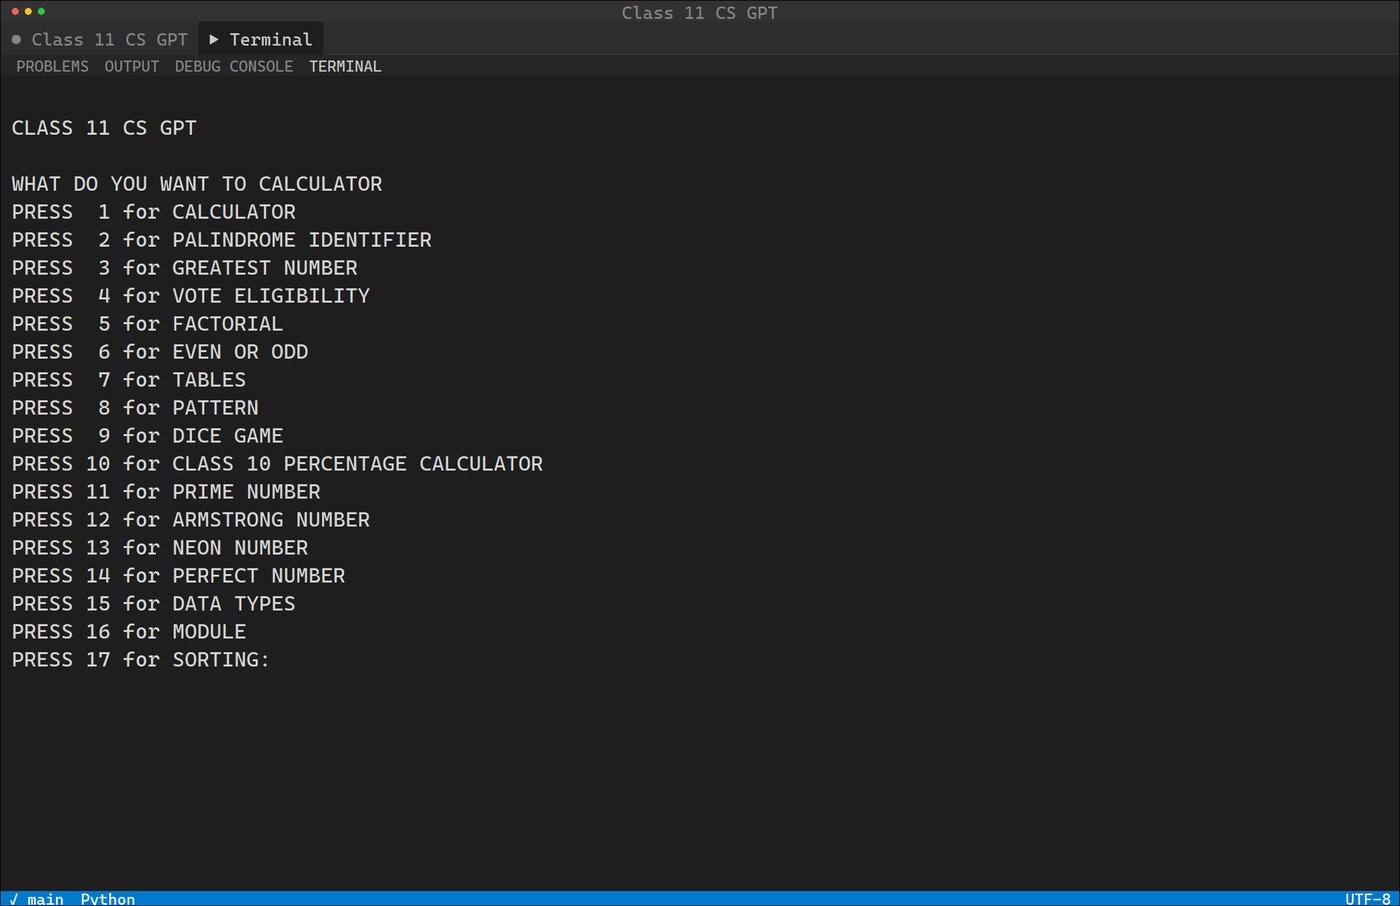 Class 11 CS GPT
Class 11 CS GPT Terminal
PROBLEMS OUTPUT DEBUG CONSOLE TERMINAL
CLASS 11 CS GPT
WHAT DO YOU WANT TO CALCULATOR
PRESS  1 for CALCULATOR
PRESS  2 for PALINDROME IDENTIFIER
PRESS  3 for GREATEST NUMBER
PRESS  4 for VOTE ELIGIBILITY
PRESS  5 for FACTORIAL
PRESS  6 for EVEN OR ODD
PRESS  7 for TABLES
PRESS  8 for PATTERN
PRESS  9 for DICE GAME
PRESS 10 for CLASS 10 PERCENTAGE CALCULATOR
PRESS 11 for PRIME NUMBER
PRESS 12 for ARMSTRONG NUMBER
PRESS 13 for NEON NUMBER
PRESS 14 for PERFECT NUMBER
PRESS 15 for DATA TYPES
PRESS 16 for MODULE
PRESS 17 for SORTING:
✓ main Python UTF-8